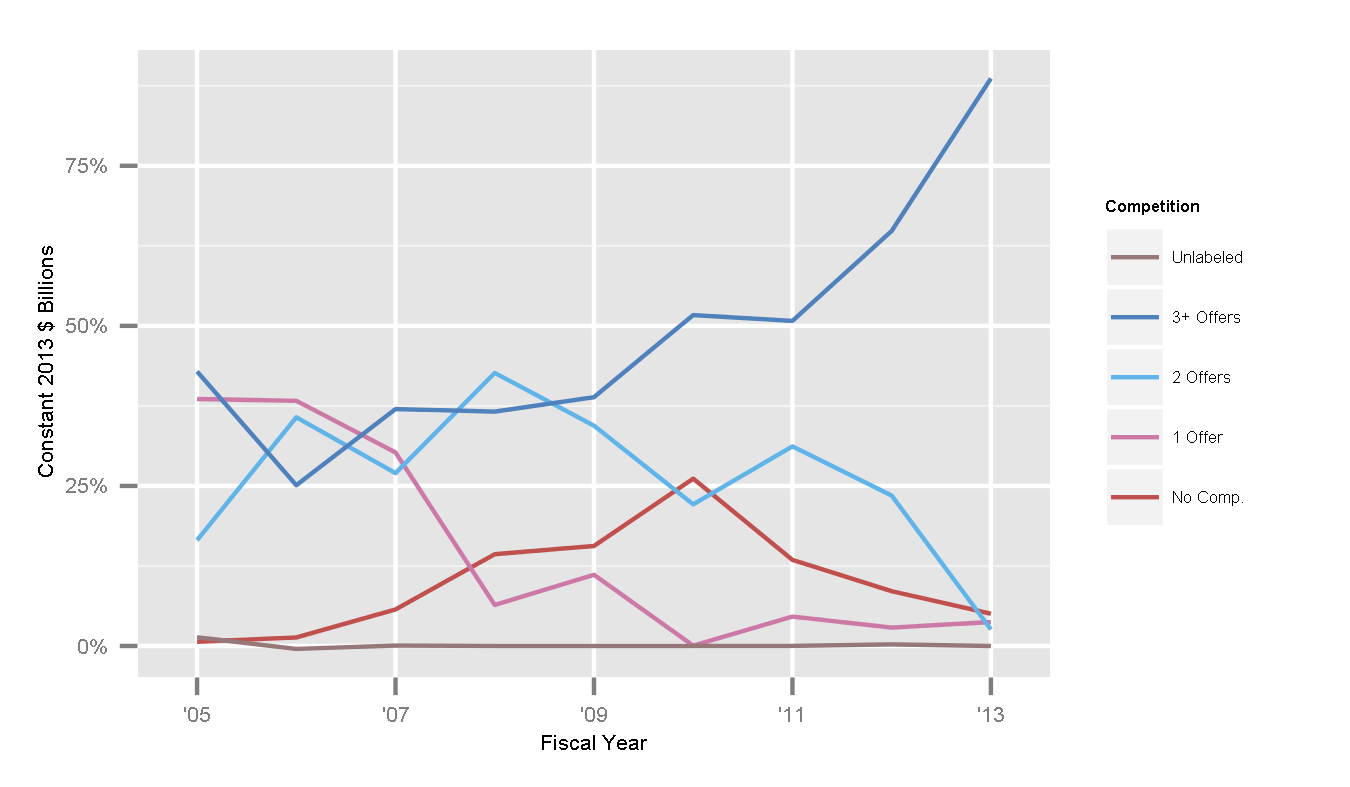 75%
50%
25%
0%
Constant 2013 $ Billions
'05
'07
'09
'11
'13
Fiscal Year
Competition
Unlabeled
3+ Offers
2 Offers
1 Offer
No Comp.